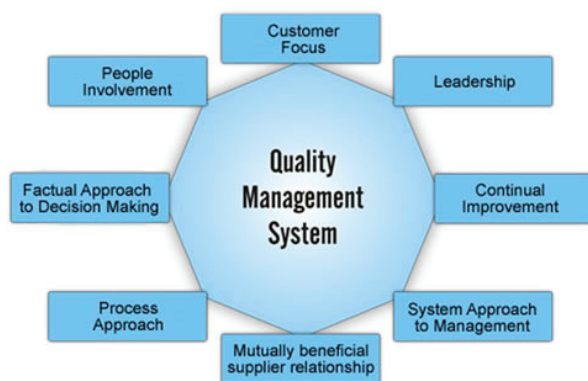 Customer
Focus
People
Involvement
Leadership
Factual Approach
to Decision Making
Quality
Management
System
Continual
Improvement
Process
Approach
System Approach
to Management
Mutually beneficial
supplier relationship